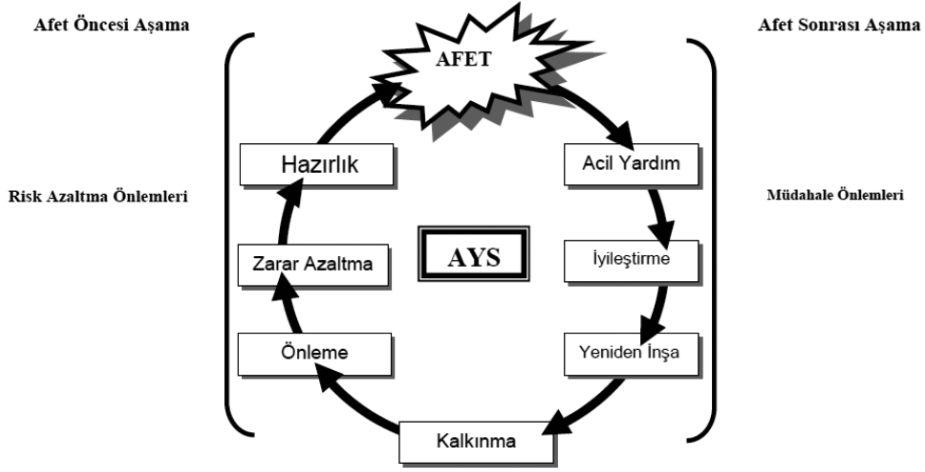 Afet Öncesi Aşama
Afet Sonrası Aşama
AFET
Hazırlık
Acil Yardım
Risk Azaltma Önlemleri
Müdahale Önlemleri
Zarar Azaltma
AYS
İyileştirme
Önleme
Yeniden İnşa
Kalkınma